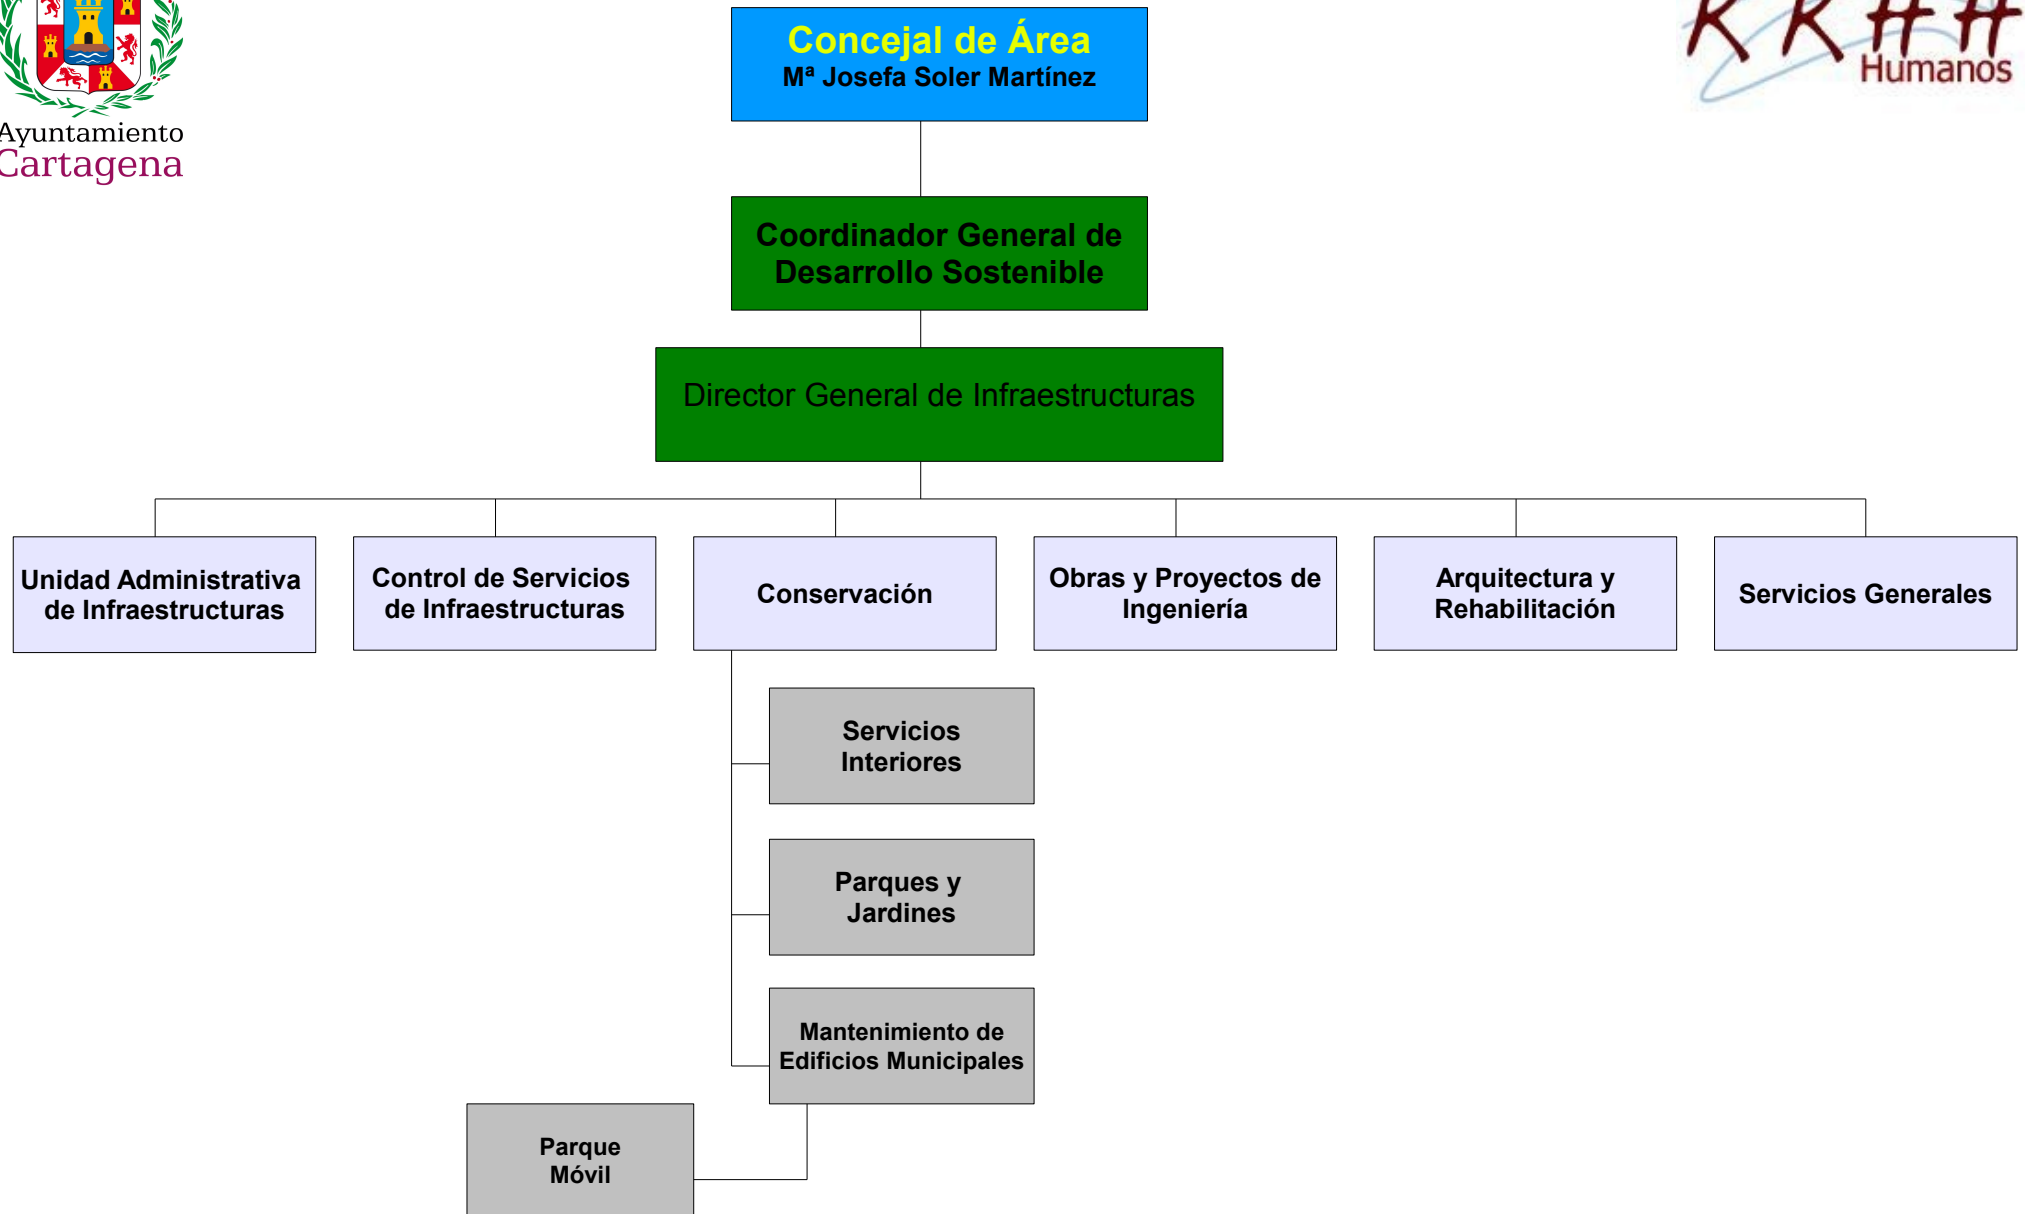 Ayuntamiento
Cartagena
RRHH
Humanos
Concejal de Área
Mª Josefa Soler Martínez
Coordinador General de
Desarrollo Sostenible
Director General de Infraestructuras
Unidad Administrativa
de Infraestructuras
Control de Servicios
de Infraestructuras
Conservación
Obras y Proyectos de
Ingeniería
Arquitectura y
Rehabilitación
Servicios Generales
Servicios
Interiores
Parques y
Jardines
Mantenimiento de
Edificios Municipales
Parque
Móvil